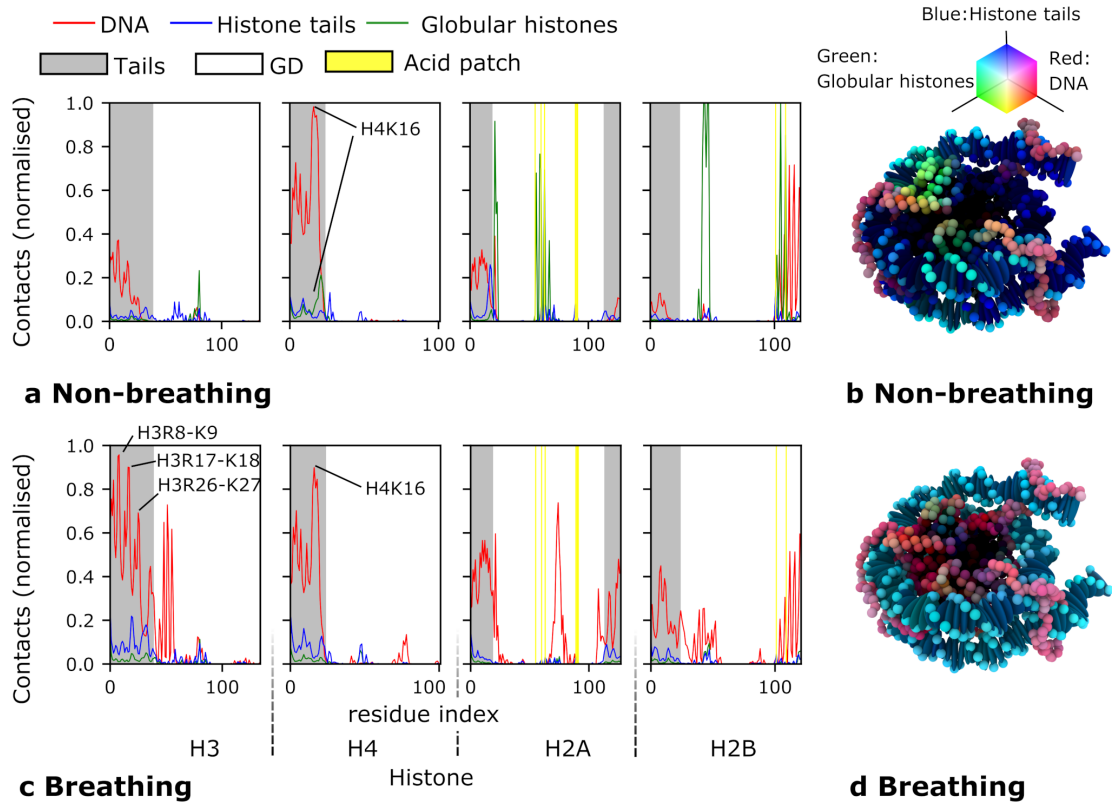 DNA Histone tails Globular histones
Tails GD Acid patch
Blue:Histone tails
Green:
Globular histones
Red:
DNA
Contacts (normalised)
1.0
0.8
0.6
0.4
0.2
0.0
H4K16
0 100
0 100
0 100
0 100
a Non-breathing
b Non-breathing
Contacts (normalised)
1.0
0.8
0.6
0.4
0.2
0.0
H3R8-K9
H3R17-K18
H3R26-K27
H4K16
0 100
0 100
0 100
0 100
residue index
H3 H4 H2A H2B
Histone
c Breathing
d Breathing